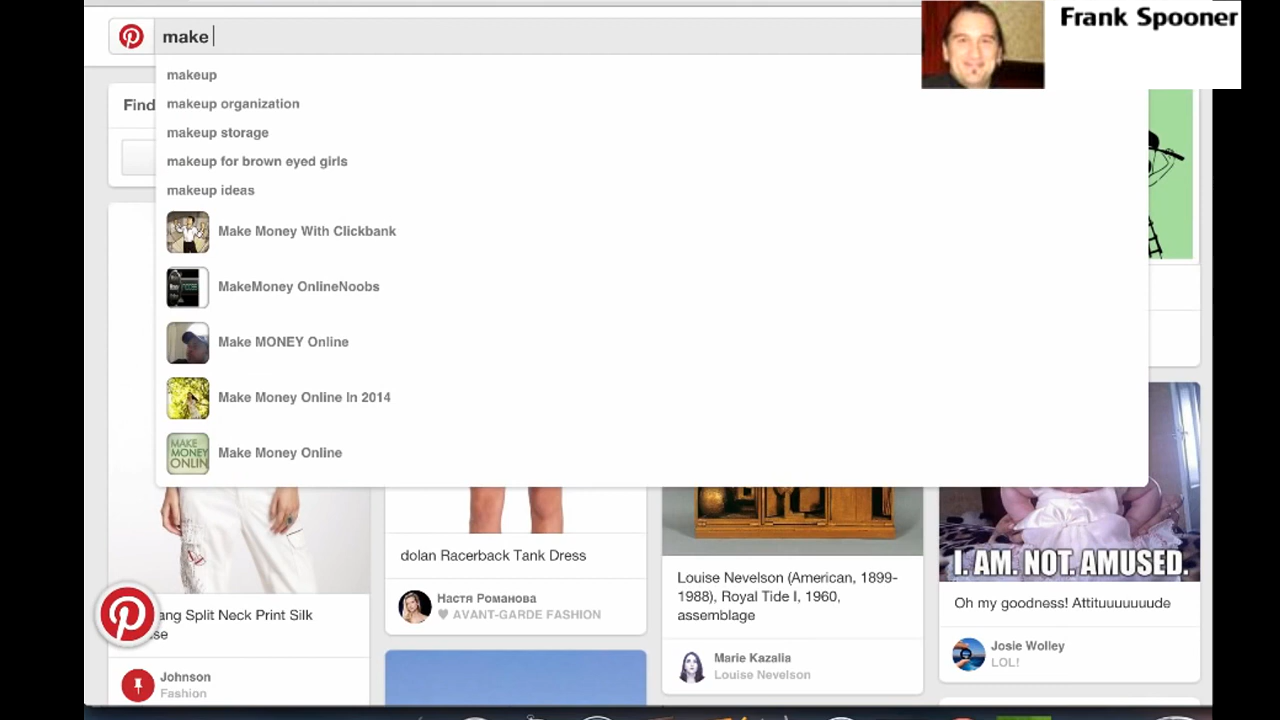 Frank Spooner
make
Find
makeup
makeup organization
makeup storage
makeup for brown eyed girls
makeup ideas
Make Money With Clickbank
MakeMoney OnlineNoobs
Make MONEY Online
Make Money Online In 2014
MAKE
MONEY
ONLIN
Make Money Online
ang Split Neck Print Silk
se
Johnson
Fashion
dolan Racerback Tank Dress
Настя Романова
AVANT-GARDE FASHION
Louise Nevelson (American, 1899-
1988), Royal Tide I, 1960,
assemblage
Marie Kazalia
Louise Nevelson
I. AM. NOT. AMUSED.
Oh my goodness! Attituuuuuuude
Josie Wolley
LOL!